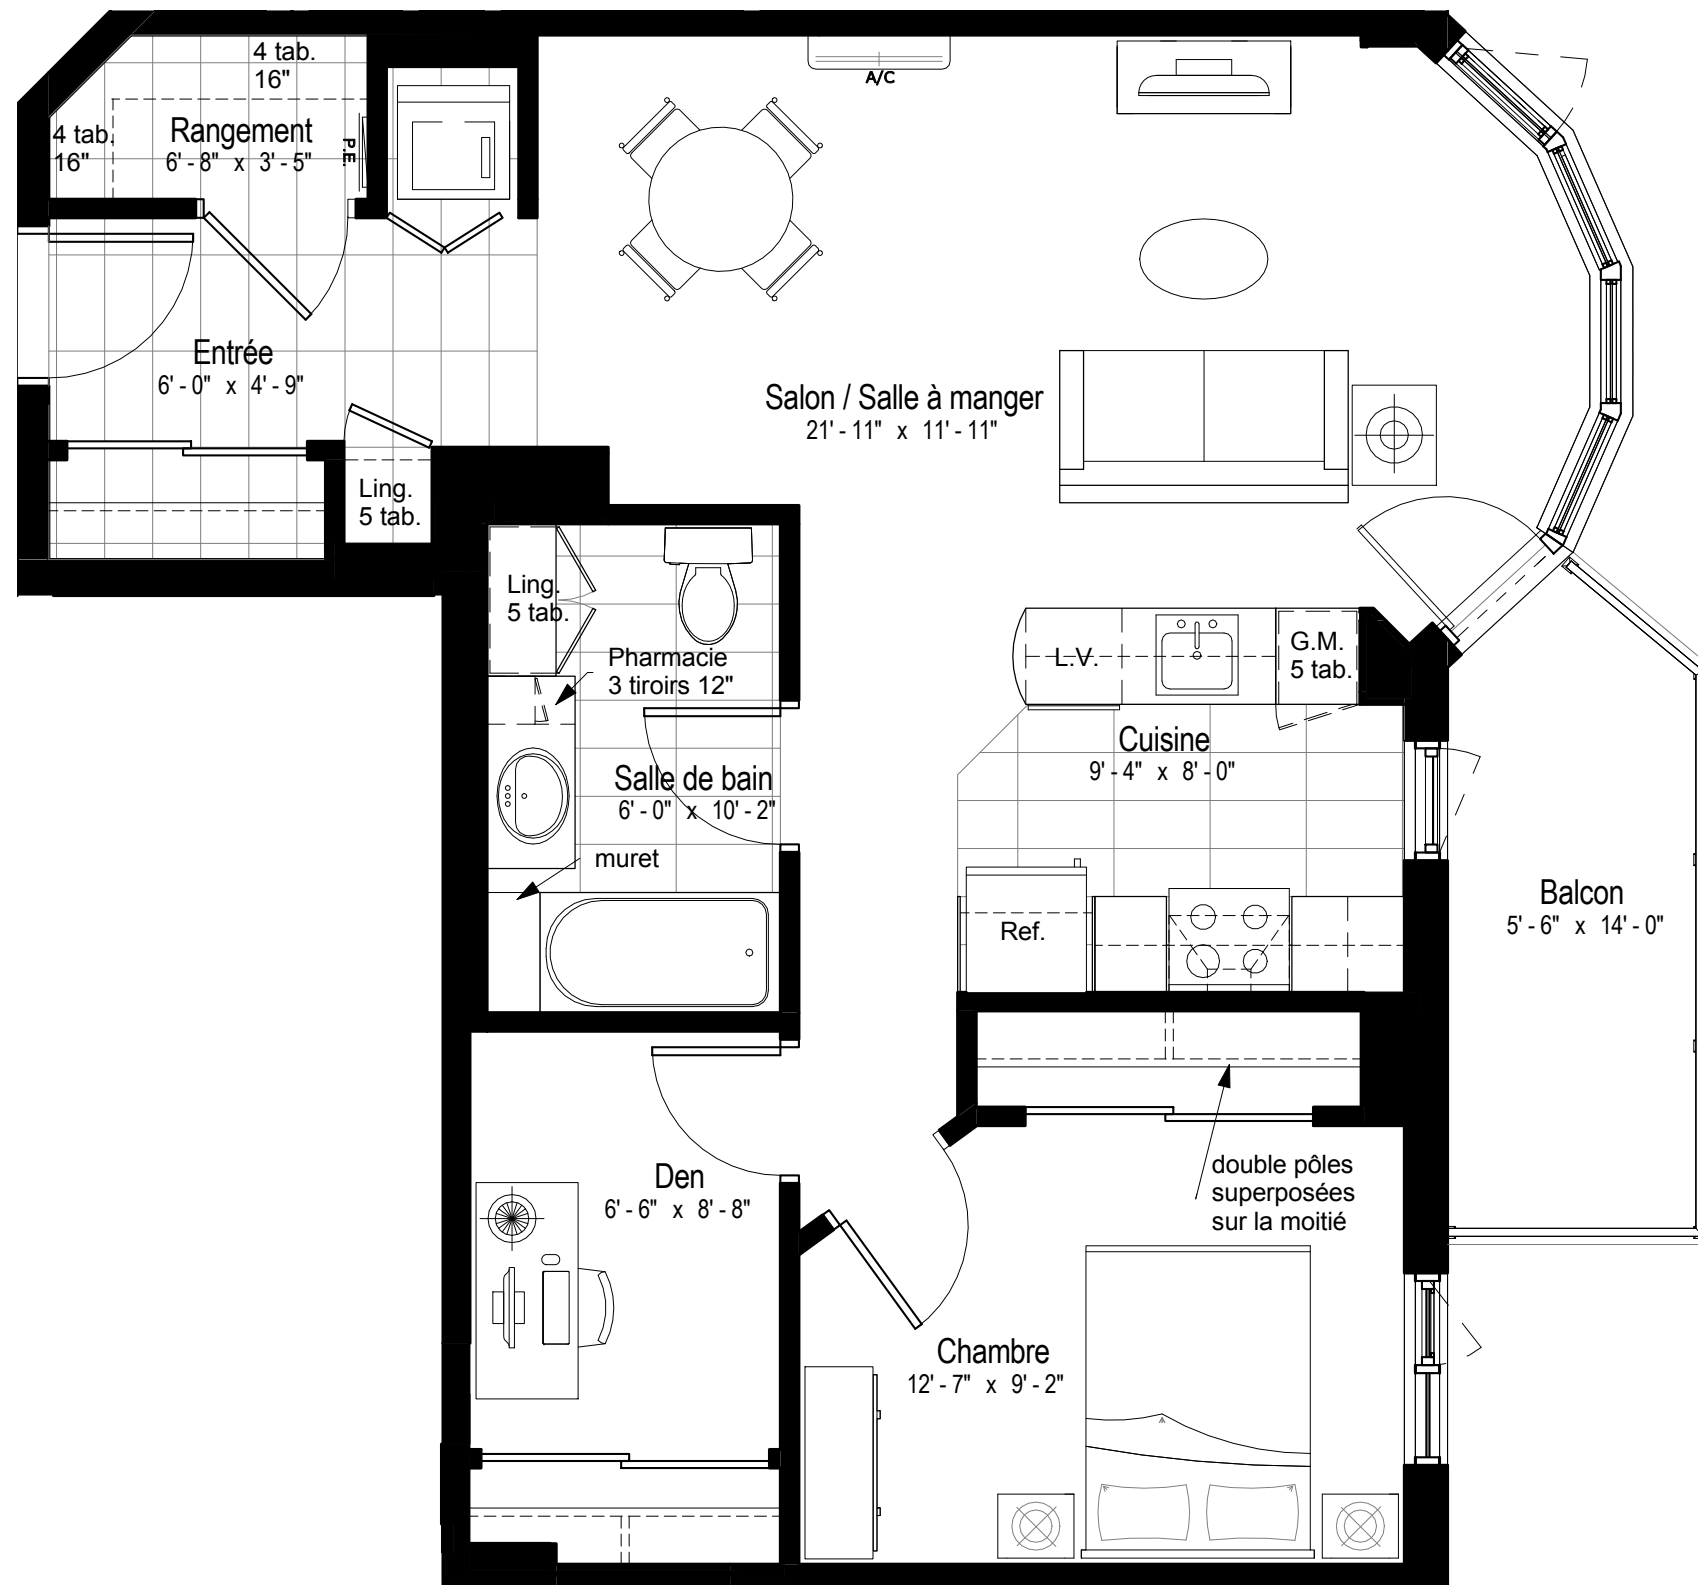 4 tab.
16"
A/C
4 tab.
16"
Rangement
6' - 8" x 3' - 5"
P.E.
Entrée
6' - 0" x 4' - 9"
Salon / Salle à manger
21' - 11" x 11' - 11"
Ling.
5 tab.
Ling.
5 tab.
Pharmacie
3 tiroirs 12"
L.V.
G.M.
5 tab.
Cuisine
9' - 4" x 8' - 0"
Salle de bain
6' - 0" x 10' - 2"
muret
Ref.
Balcon
5' - 6" x 14' - 0"
Den
6' - 6" x 8' - 8"
double pôles
superposées
sur la moitié
Chambre
12' - 7" x 9' - 2"